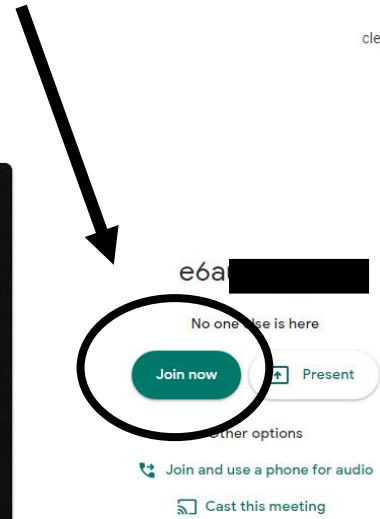 e6a
No one else is here
Join now
Present
Other options
Join and use a phone for audio
Cast this meeting